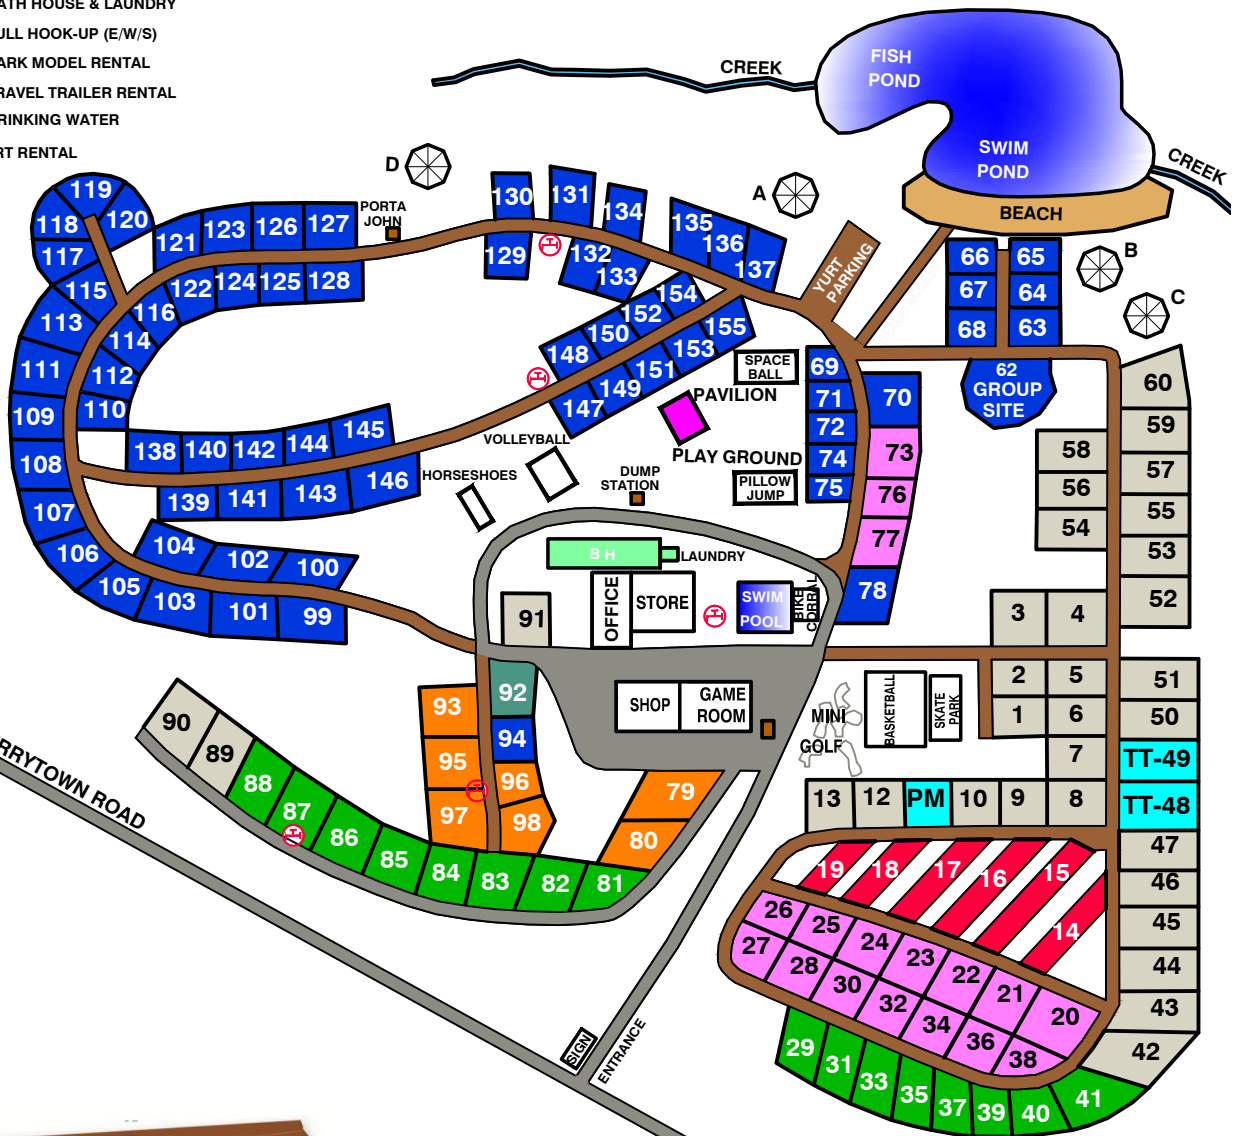 ATH HOUSE & LAUNDRY
ULL HOOK-UP (E/W/S)
ARK MODEL RENTAL
RAVEL TRAILER RENTAL
RINKING WATER
RT RENTAL
CREEK
FISH
POND
SWIM
POND
CREEK
BEACH
D
A
B
C
PORTA
JOHN
YURT
PARKING
119
118
120
117
115
113
111
109
108
107
106
105
103
101
99
104
102
100
121
123
126
127
122
124
125
128
116
114
112
110
130
131
134
129
132
133
135
136
137
154
152
150
148
155
153
151
149
147
138
140
142
144
145
139
141
143
146
66
65
67
64
68
63
62
GROUP
SITE
69
71
72
74
75
70
73
76
77
78
SPACE
BALL
PAVILION
PLAY GROUND
PILLOW
JUMP
VOLLEYBALL
HORSESHOES
DUMP
STATION
B H
LAUNDRY
OFFICE
STORE
SWIM
POOL
BIKE
CORRAL
91
SHOP
GAME
ROOM
MINI
GOLF
BASKETBALL
SKATE
PARK
60
59
57
55
53
52
58
56
54
3
4
2
5
1
6
7
8
51
50
TT-49
TT-48
47
46
45
44
43
42
13
12
PM
10
9
19
18
17
16
15
14
26
25
24
23
22
21
20
27
28
30
32
34
36
38
29
31
33
35
37
39
40
41
92
94
96
98
93
95
97
79
80
90
89
88
87
86
85
84
83
82
81
RRYTOWN ROAD
SIGN
ENTRANCE